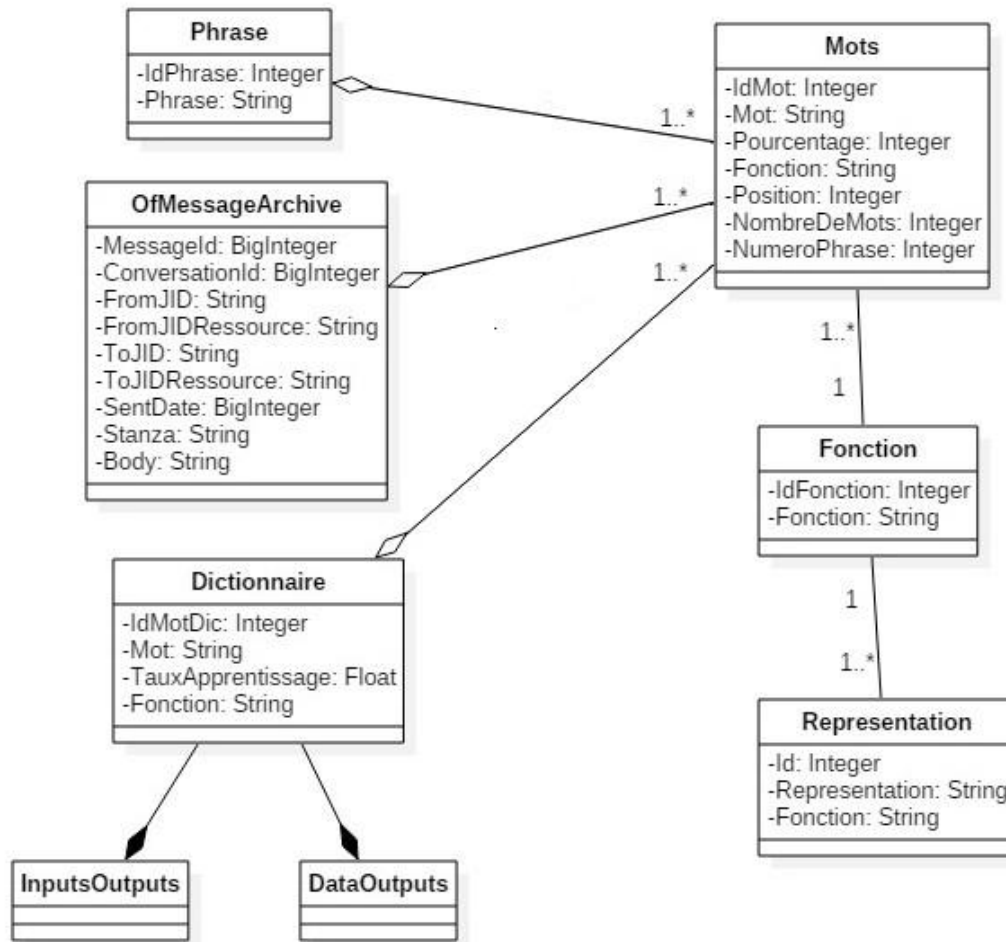 Phrase
-IdPhrase: Integer
-Phrase: String
Mots
-IdMot: Integer
-Mot: String
-Pourcentage: Integer
-Fonction: String
-Position: Integer
-NombreDeMots: Integer
-NumeroPhrase: Integer
1..*
OfMessageArchive
-MessageId: BigInteger
-ConversationId: BigInteger
-FromJID: String
-FromJIDRessource: String
-ToJID: String
-ToJIDRessource: String
-SentDate: BigInteger
-Stanza: String
-Body: String
1..*
1..*
1..*
1
Fonction
-IdFonction: Integer
-Fonction: String
Dictionnaire
-IdMotDic: Integer
-Mot: String
-TauxApprentissage: Float
-Fonction: String
1
1..*
Representation
-Id: Integer
-Representation: String
-Fonction: String
InputsOutputs
DataOutputs